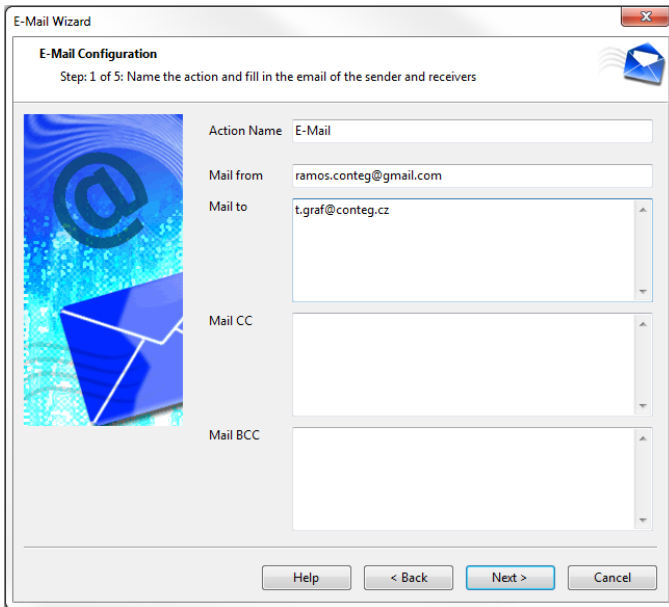 E-Mail Wizard
E-Mail Configuration
Step: 1 of 5: Name the action and fill in the email of the sender and receivers
Action Name E-Mail
Mail from ramos.conteg@gmail.com
Mail to t.graf@conteg.cz
Mail CC
Mail BCC
Help < Back Next > Cancel